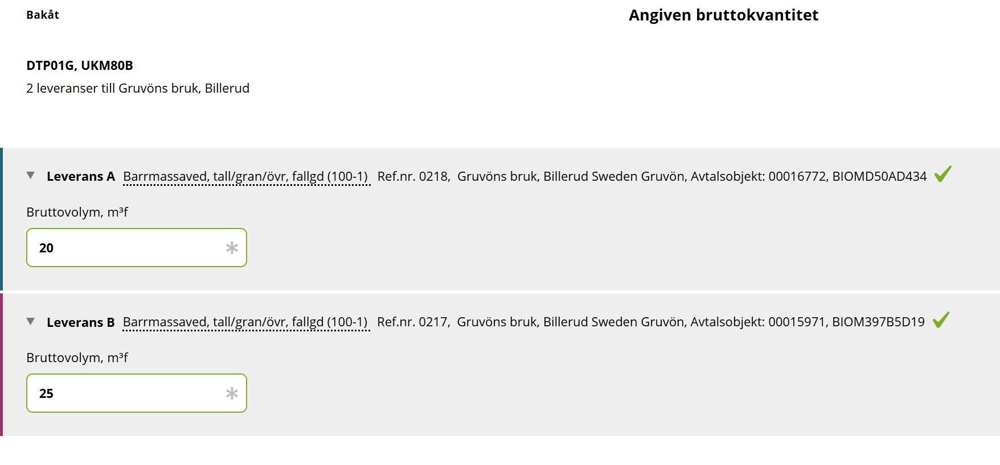 Bakåt
Angiven bruttokvantitet
DTP01G, UKM80B
2 leveranser till Gruvöns bruk, Billerud
Leverans A Barrmassaved, tall/gran/övr, fallgd (100-1) Ref.nr. 0218, Gruvöns bruk, Billerud Sweden Gruvön, Avtalsobjekt: 00016772, BIOMD50AD434
Bruttovolym, m³f
20 *
Leverans B Barrmassaved, tall/gran/övr, fallgd (100-1) Ref.nr. 0217, Gruvöns bruk, Billerud Sweden Gruvön, Avtalsobjekt: 00015971, BIOM397B5D19
Bruttovolym, m³f
25 *